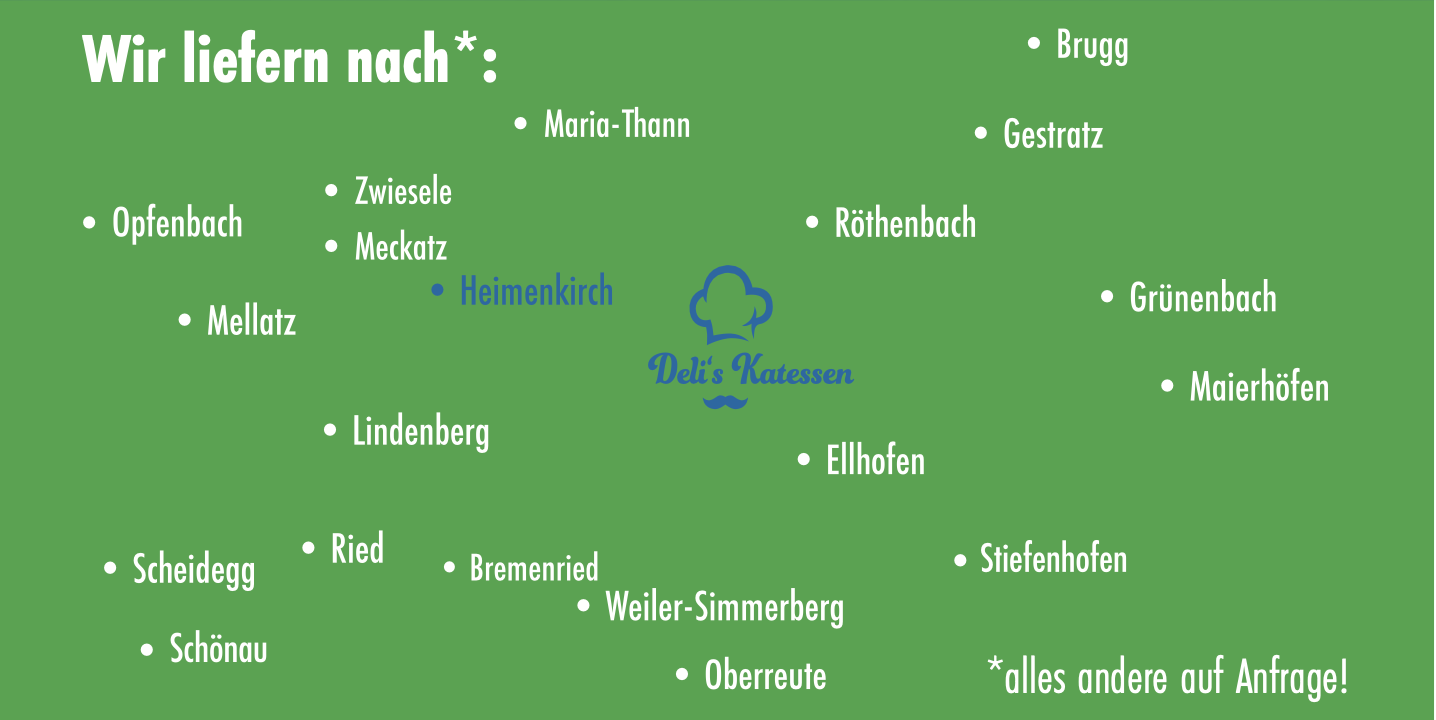 Wir liefern nach*:
• Brugg
• Maria-Thann
• Gestratz
• Zwiesele
• Opfenbach
• Röthenbach
• Meckatz
• Heimenkirch
• Grünenbach
• Mellatz
Deli's Katessen
• Maierhöfen
• Lindenberg
• Ellhofen
• Ried
• Scheidegg
• Bremenried
• Stiefenhofen
• Weiler-Simmerberg
• Schönau
• Oberreute
*alles andere auf Anfrage!